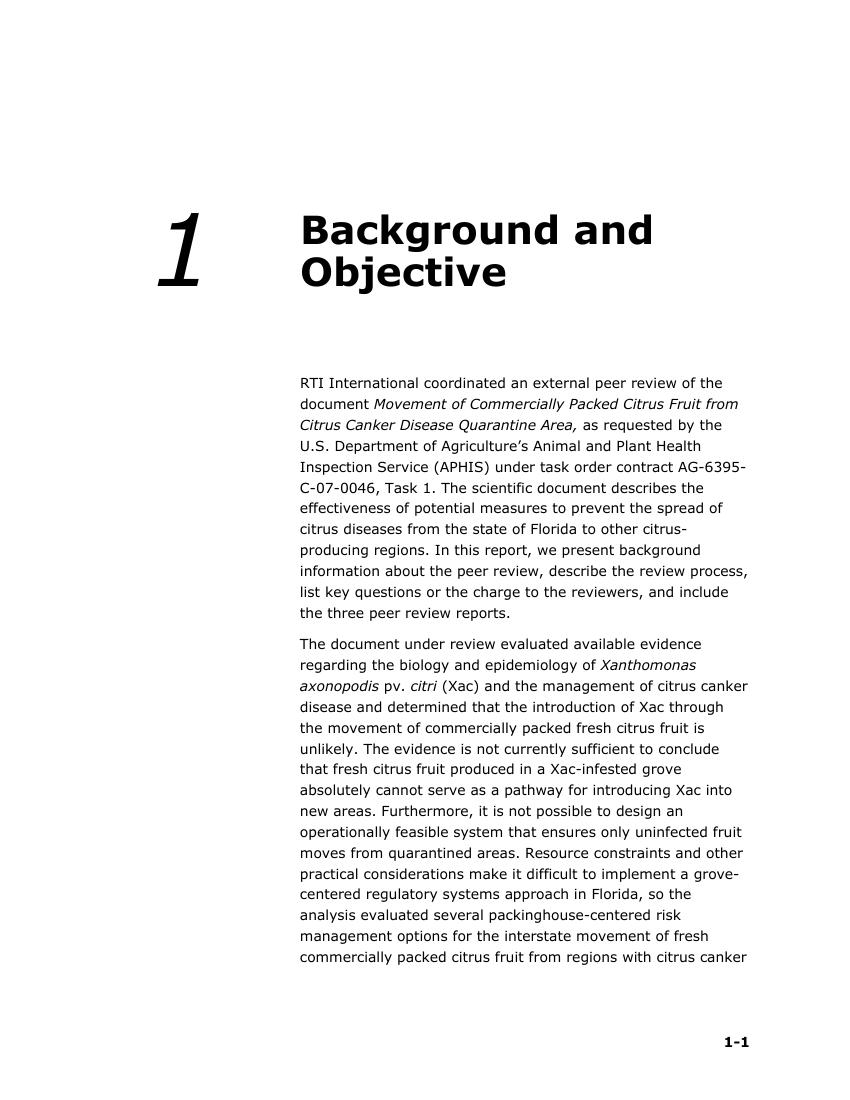 1
Background and
Objective
RTI International coordinated an external peer review of the
document Movement of Commercially Packed Citrus Fruit from
Citrus Canker Disease Quarantine Area, as requested by the
U.S. Department of Agriculture’s Animal and Plant Health
Inspection Service (APHIS) under task order contract AG-6395-
C-07-0046, Task 1. The scientific document describes the
effectiveness of potential measures to prevent the spread of
citrus diseases from the state of Florida to other citrus-
producing regions. In this report, we present background
information about the peer review, describe the review process,
list key questions or the charge to the reviewers, and include
the three peer review reports.
The document under review evaluated available evidence
regarding the biology and epidemiology of Xanthomonas
axonopodis pv. citri (Xac) and the management of citrus canker
disease and determined that the introduction of Xac through
the movement of commercially packed fresh citrus fruit is
unlikely. The evidence is not currently sufficient to conclude
that fresh citrus fruit produced in a Xac-infested grove
absolutely cannot serve as a pathway for introducing Xac into
new areas. Furthermore, it is not possible to design an
operationally feasible system that ensures only uninfected fruit
moves from quarantined areas. Resource constraints and other
practical considerations make it difficult to implement a grove-
centered regulatory systems approach in Florida, so the
analysis evaluated several packinghouse-centered risk
management options for the interstate movement of fresh
commercially packed citrus fruit from regions with citrus canker
1-1